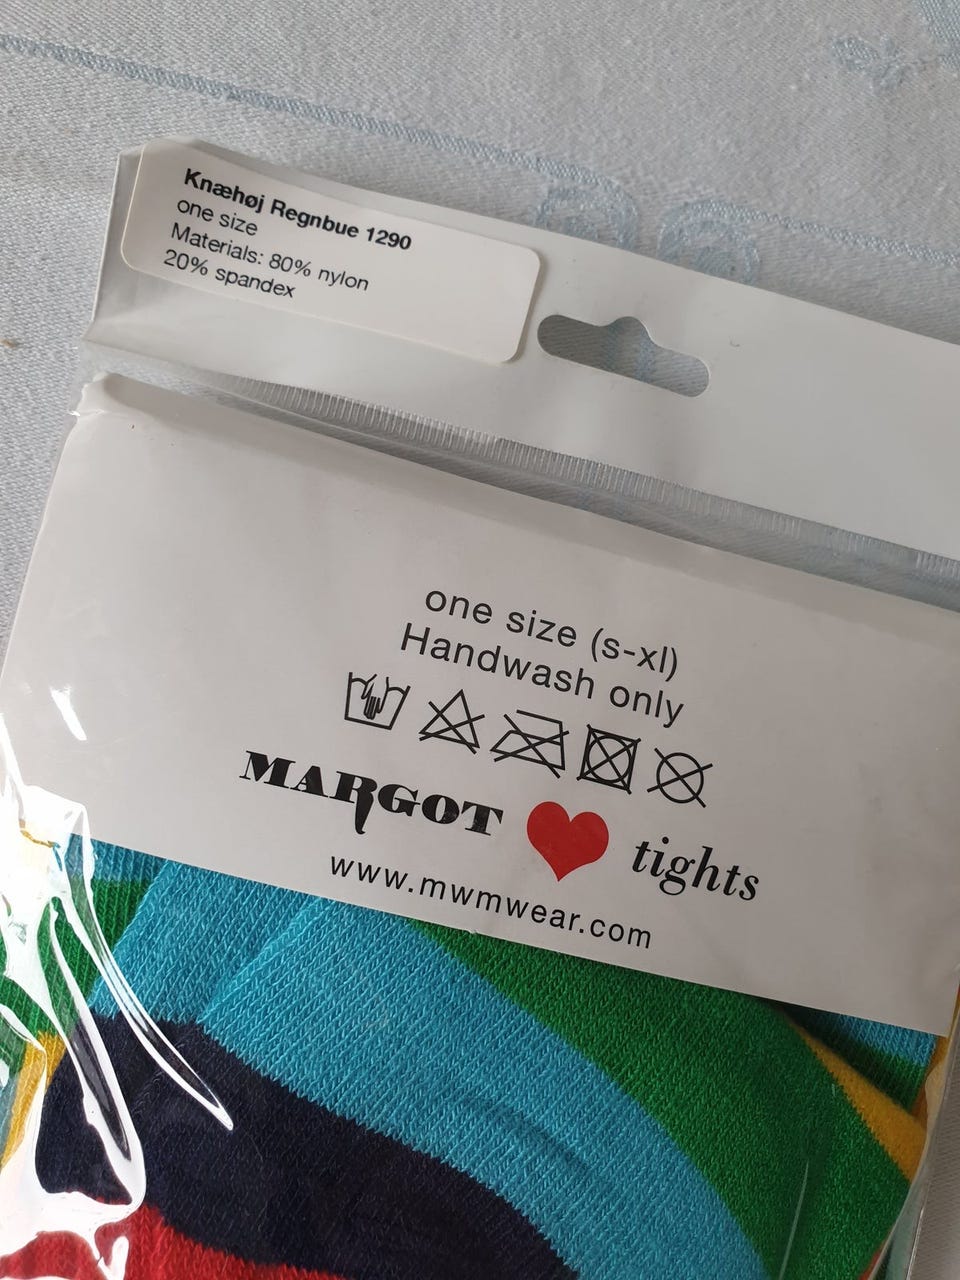 Knæhøj Regnbue 1290
one size
Materials: 80% nylon
20% spandex
one size (s-xl)
Handwash only
MARGOT tights
www.mwmwear.com